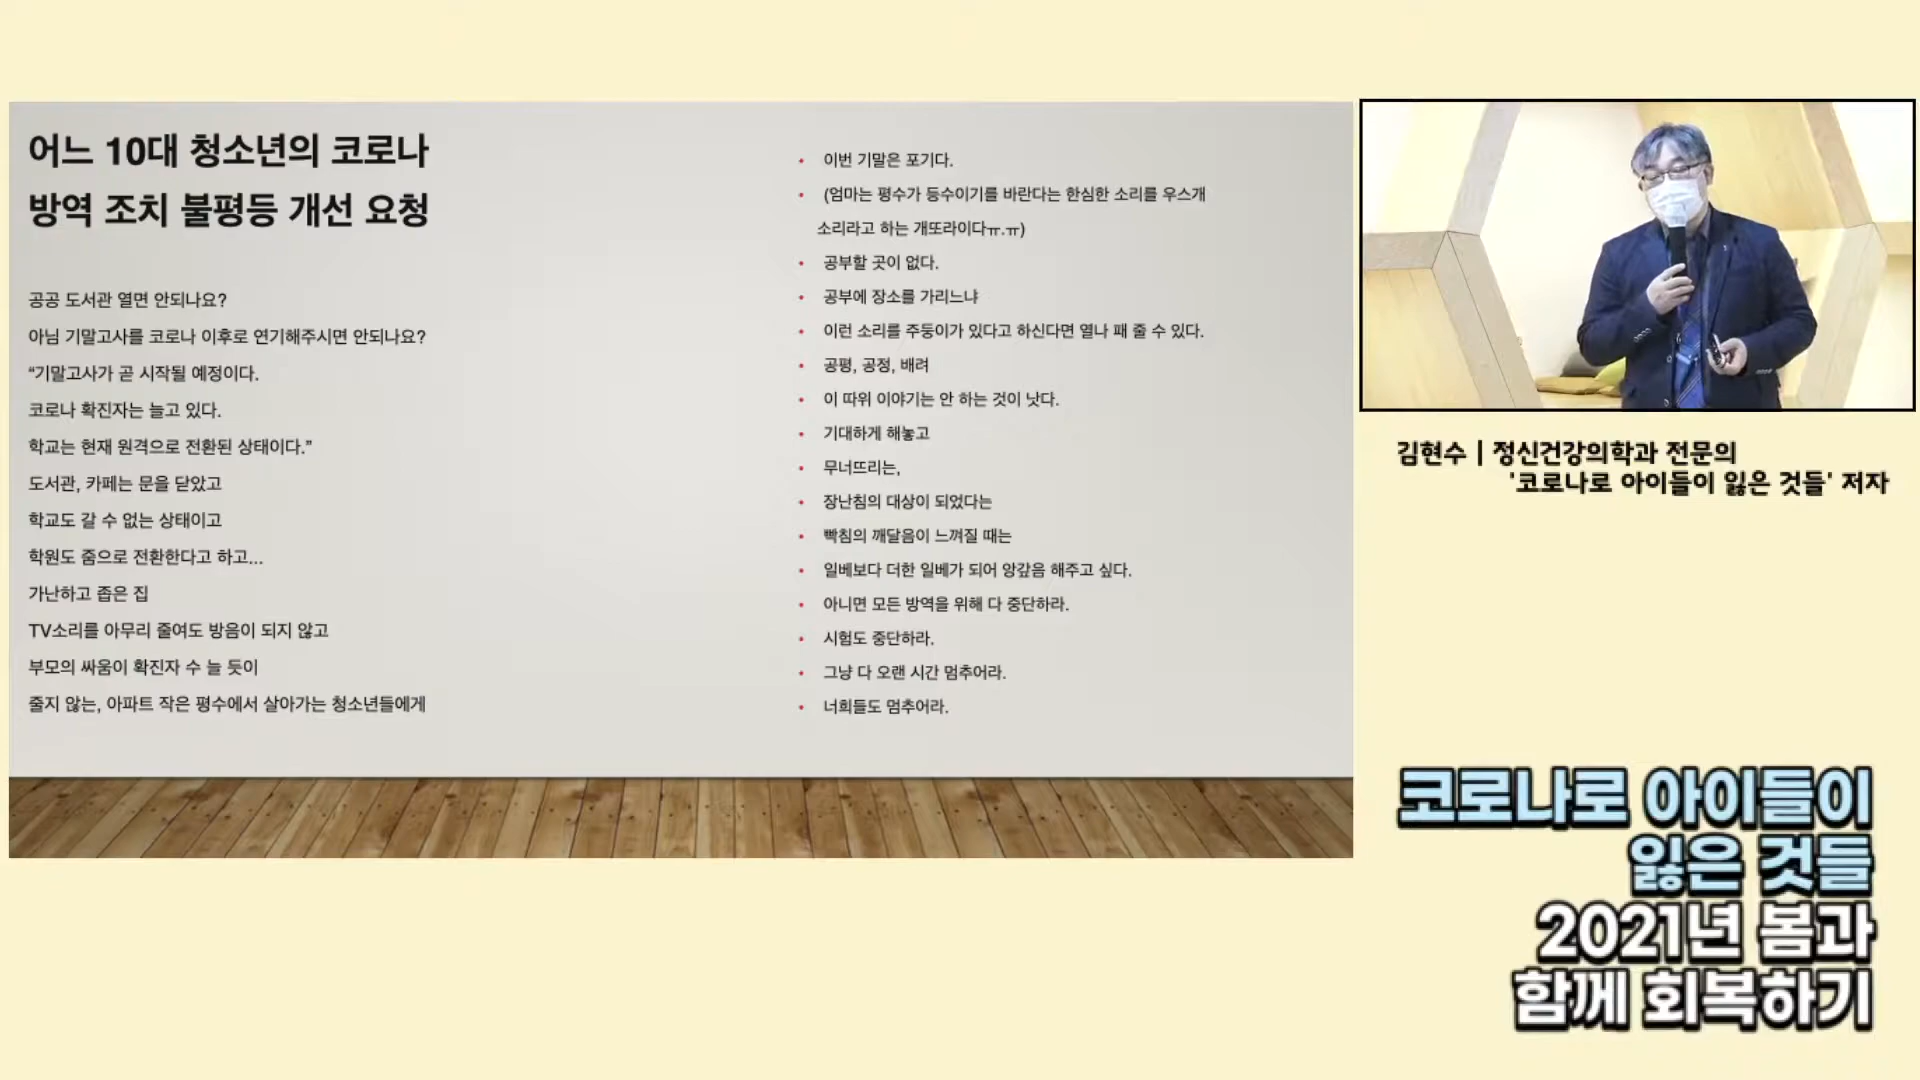 어느 10대 청소년의 코로나
방역 조치 불평등 개선 요청
공공 도서관 열면 안되나요?
아님 기말고사를 코로나 이후로 연기해주시면 안되나요?
“기말고사가 곧 시작될 예정이다.
코로나 확진자는 늘고 있다.
학교는 현재 원격으로 전환된 상태이다.”
도서관, 카페는 문을 닫았고
학교도 갈 수 없는 상태이고
학원도 줌으로 전환한다고 하고...
가난하고 좁은 집
TV소리를 아무리 줄여도 방음이 되지 않고
부모의 싸움이 확진자 수 늘 듯이
줄지 않는, 아파트 작은 평수에서 살아가는 청소년들에게
• 이번 기말은 포기다.
• (엄마는 평수가 등수이기를 바란다는 한심한 소리를 우스개
소리라고 하는 개또라이다ㅠ.ㅠ)
• 공부할 곳이 없다.
• 공부에 장소를 가리느냐
• 이런 소리를 주둥이가 있다고 하신다면 열나 패 줄 수 있다.
• 공평, 공정, 배려
• 이 따위 이야기는 안 하는 것이 낫다.
• 기대하게 해놓고
• 무너뜨리는,
• 장난침의 대상이 되었다는
• 빡침의 깨달음이 느껴질 때는
• 일베보다 더한 일베가 되어 앙갚음 해주고 싶다.
• 아니면 모든 방역을 위해 다 중단하라.
• 시험도 중단하라.
• 그냥 다 오랜 시간 멈추어라.
• 너희들도 멈추어라.
김현수 | 정신건강의학과 전문의
'코로나로 아이들이 잃은 것들' 저자
코로나로 아이들이
잃은 것들
2021년 봄과
함께 회복하기